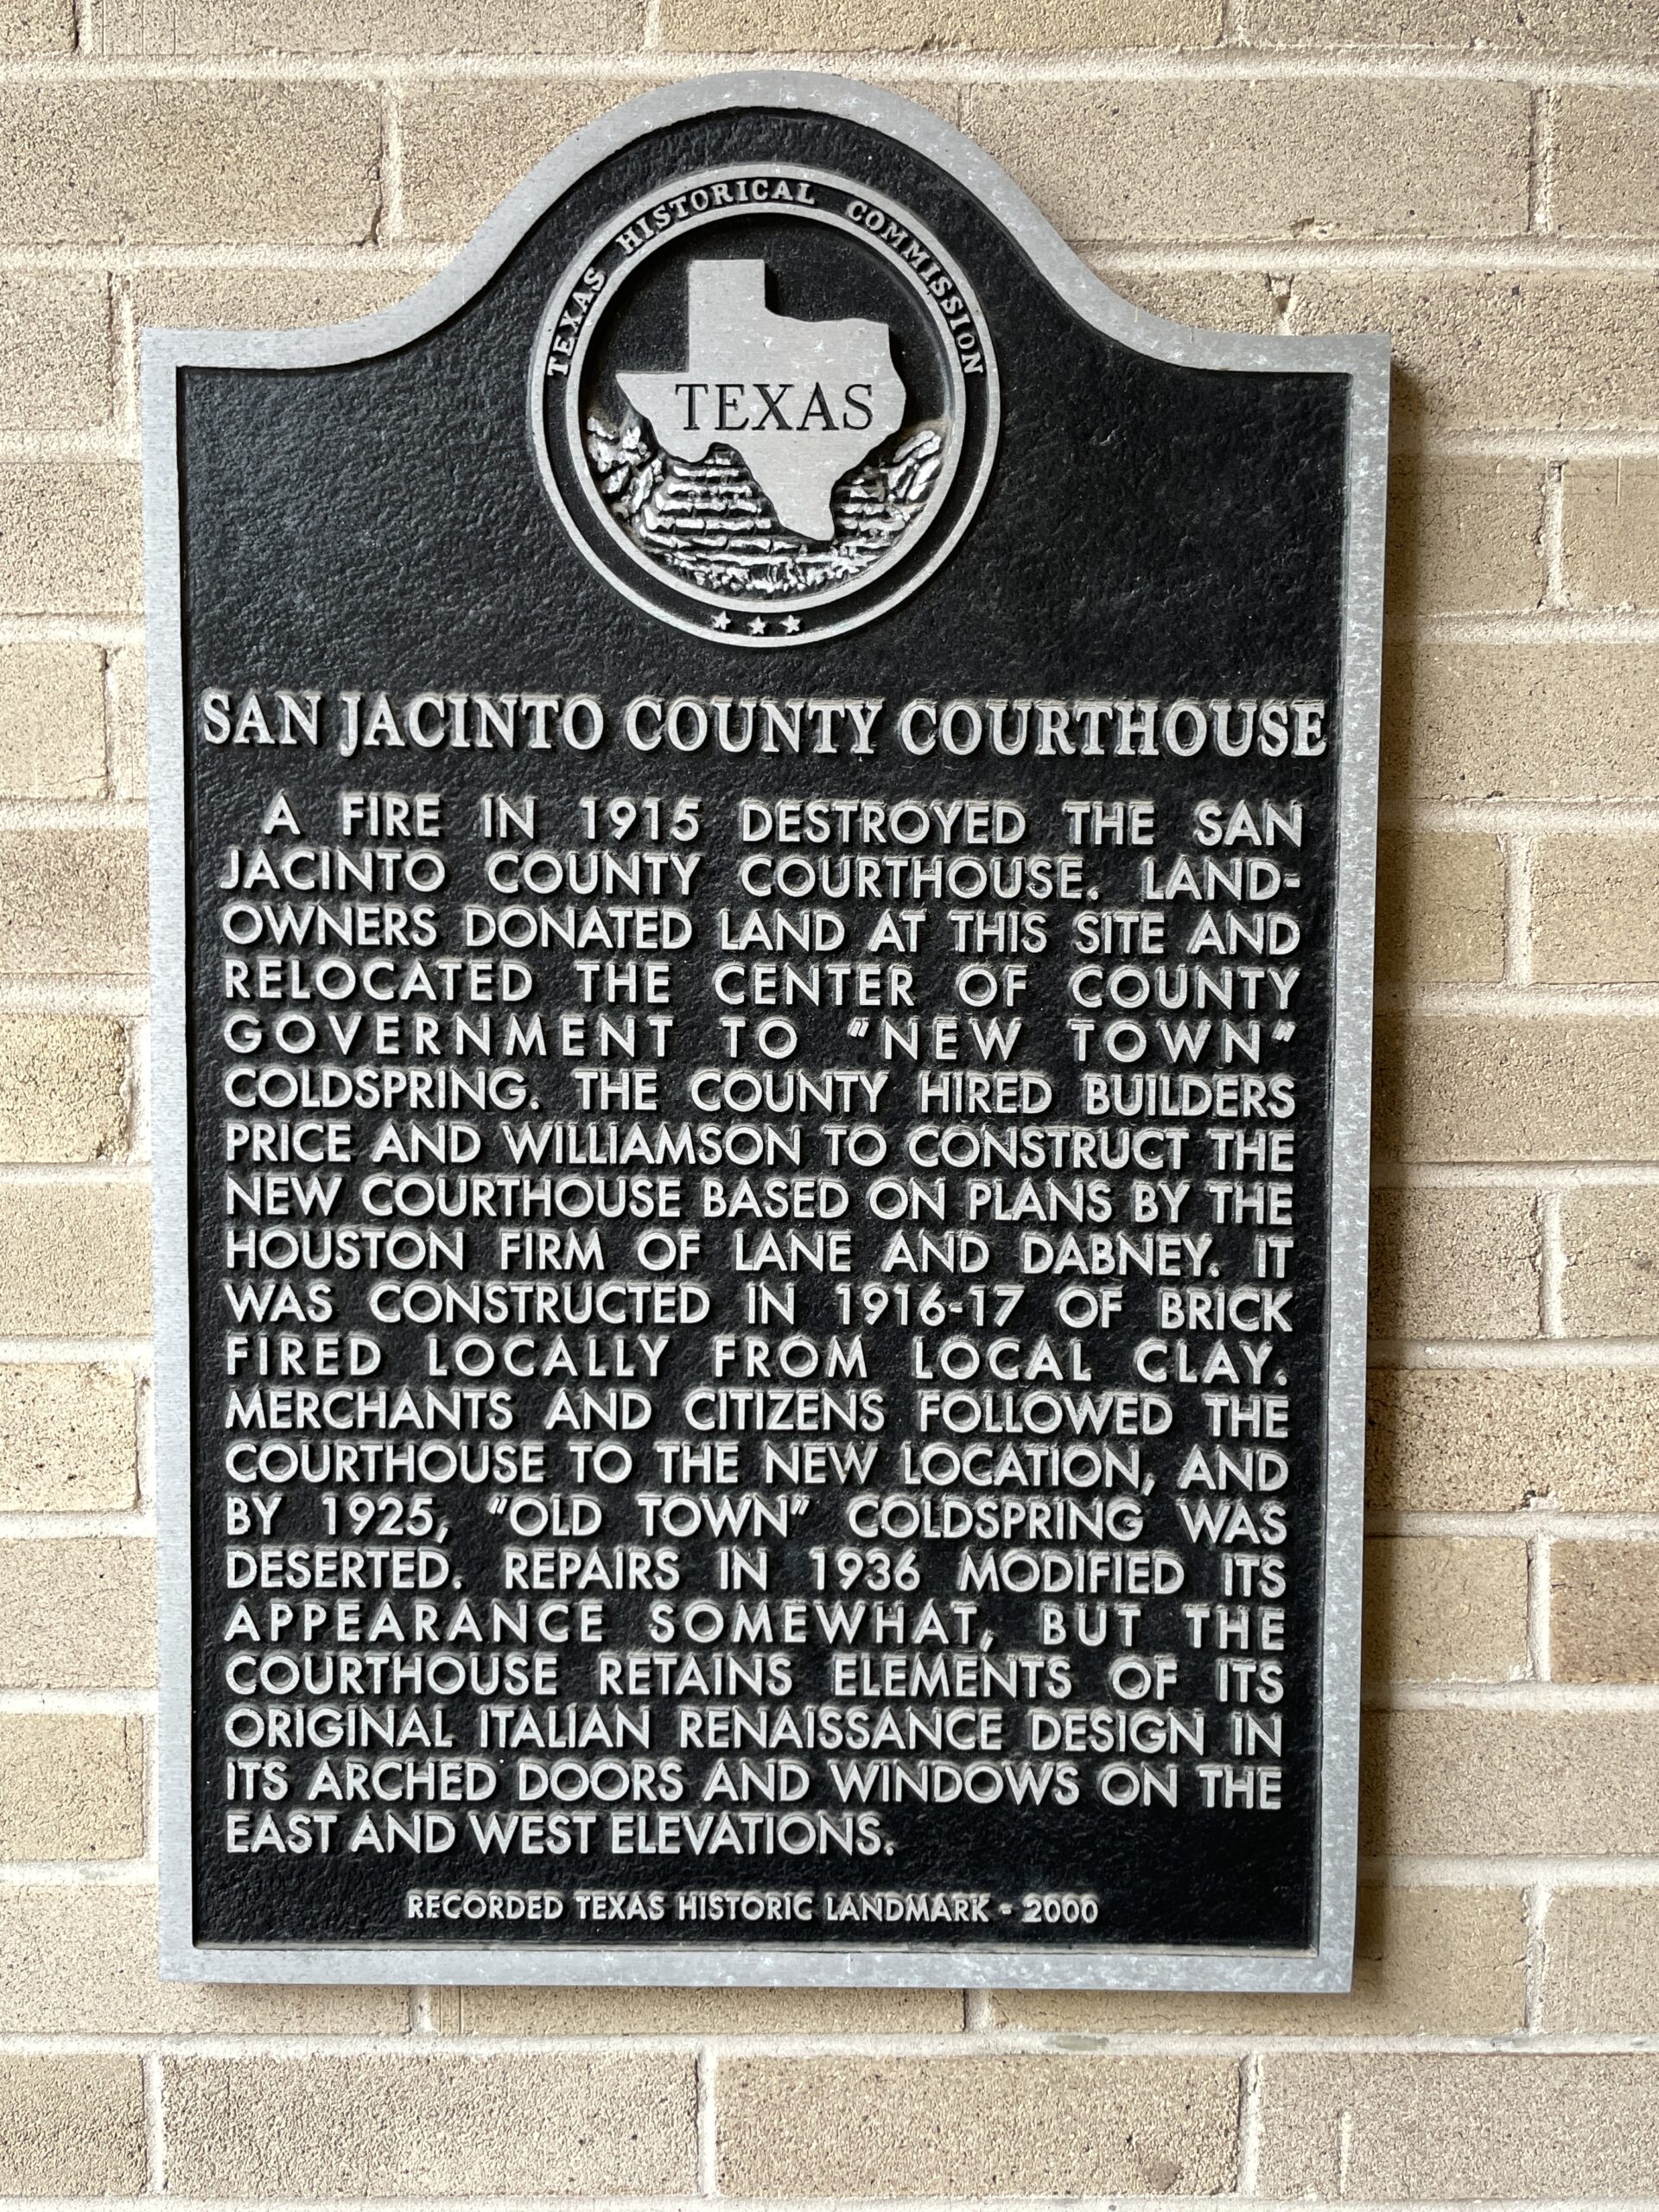 TEXAS HISTORICAL COMMISSION
TEXAS
SAN JACINTO COUNTY COURTHOUSE
A FIRE IN 1915 DESTROYED THE SAN
JACINTO COUNTY COURTHOUSE. LAND-
OWNERS DONATED LAND AT THIS SITE AND
RELOCATED THE CENTER OF COUNTY
GOVERNMENT TO "NEW TOWN"
COLDSPRING. THE COUNTY HIRED BUILDERS
PRICE AND WILLIAMSON TO CONSTRUCT THE
NEW COURTHOUSE BASED ON PLANS BY THE
HOUSTON FIRM OF LANE AND DABNEY. IT
WAS CONSTRUCTED IN 1916-17 OF BRICK
FIRED LOCALLY FROM LOCAL CLAY.
MERCHANTS AND CITIZENS FOLLOWED THE
COURTHOUSE TO THE NEW LOCATION, AND
BY 1925, "OLD TOWN" COLDSPRING WAS
DESERTED. REPAIRS IN 1936 MODIFIED ITS
APPEARANCE SOMEWHAT, BUT THE
COURTHOUSE RETAINS ELEMENTS OF ITS
ORIGINAL ITALIAN RENAISSANCE DESIGN IN
ITS ARCHED DOORS AND WINDOWS ON THE
EAST AND WEST ELEVATIONS.
RECORDED TEXAS HISTORIC LANDMARK - 2000